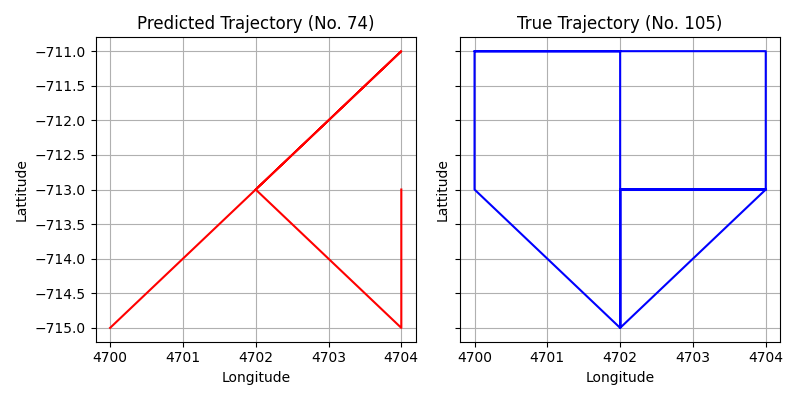 Predicted Trajectory (No. 74)
True Trajectory (No. 105)
−711.0
−711.5
−712.0
−712.5
−713.0
−713.5
−714.0
−714.5
−715.0
Lattitude
Lattitude
4700 4701 4702 4703 4704
4700 4701 4702 4703 4704
Longitude
Longitude